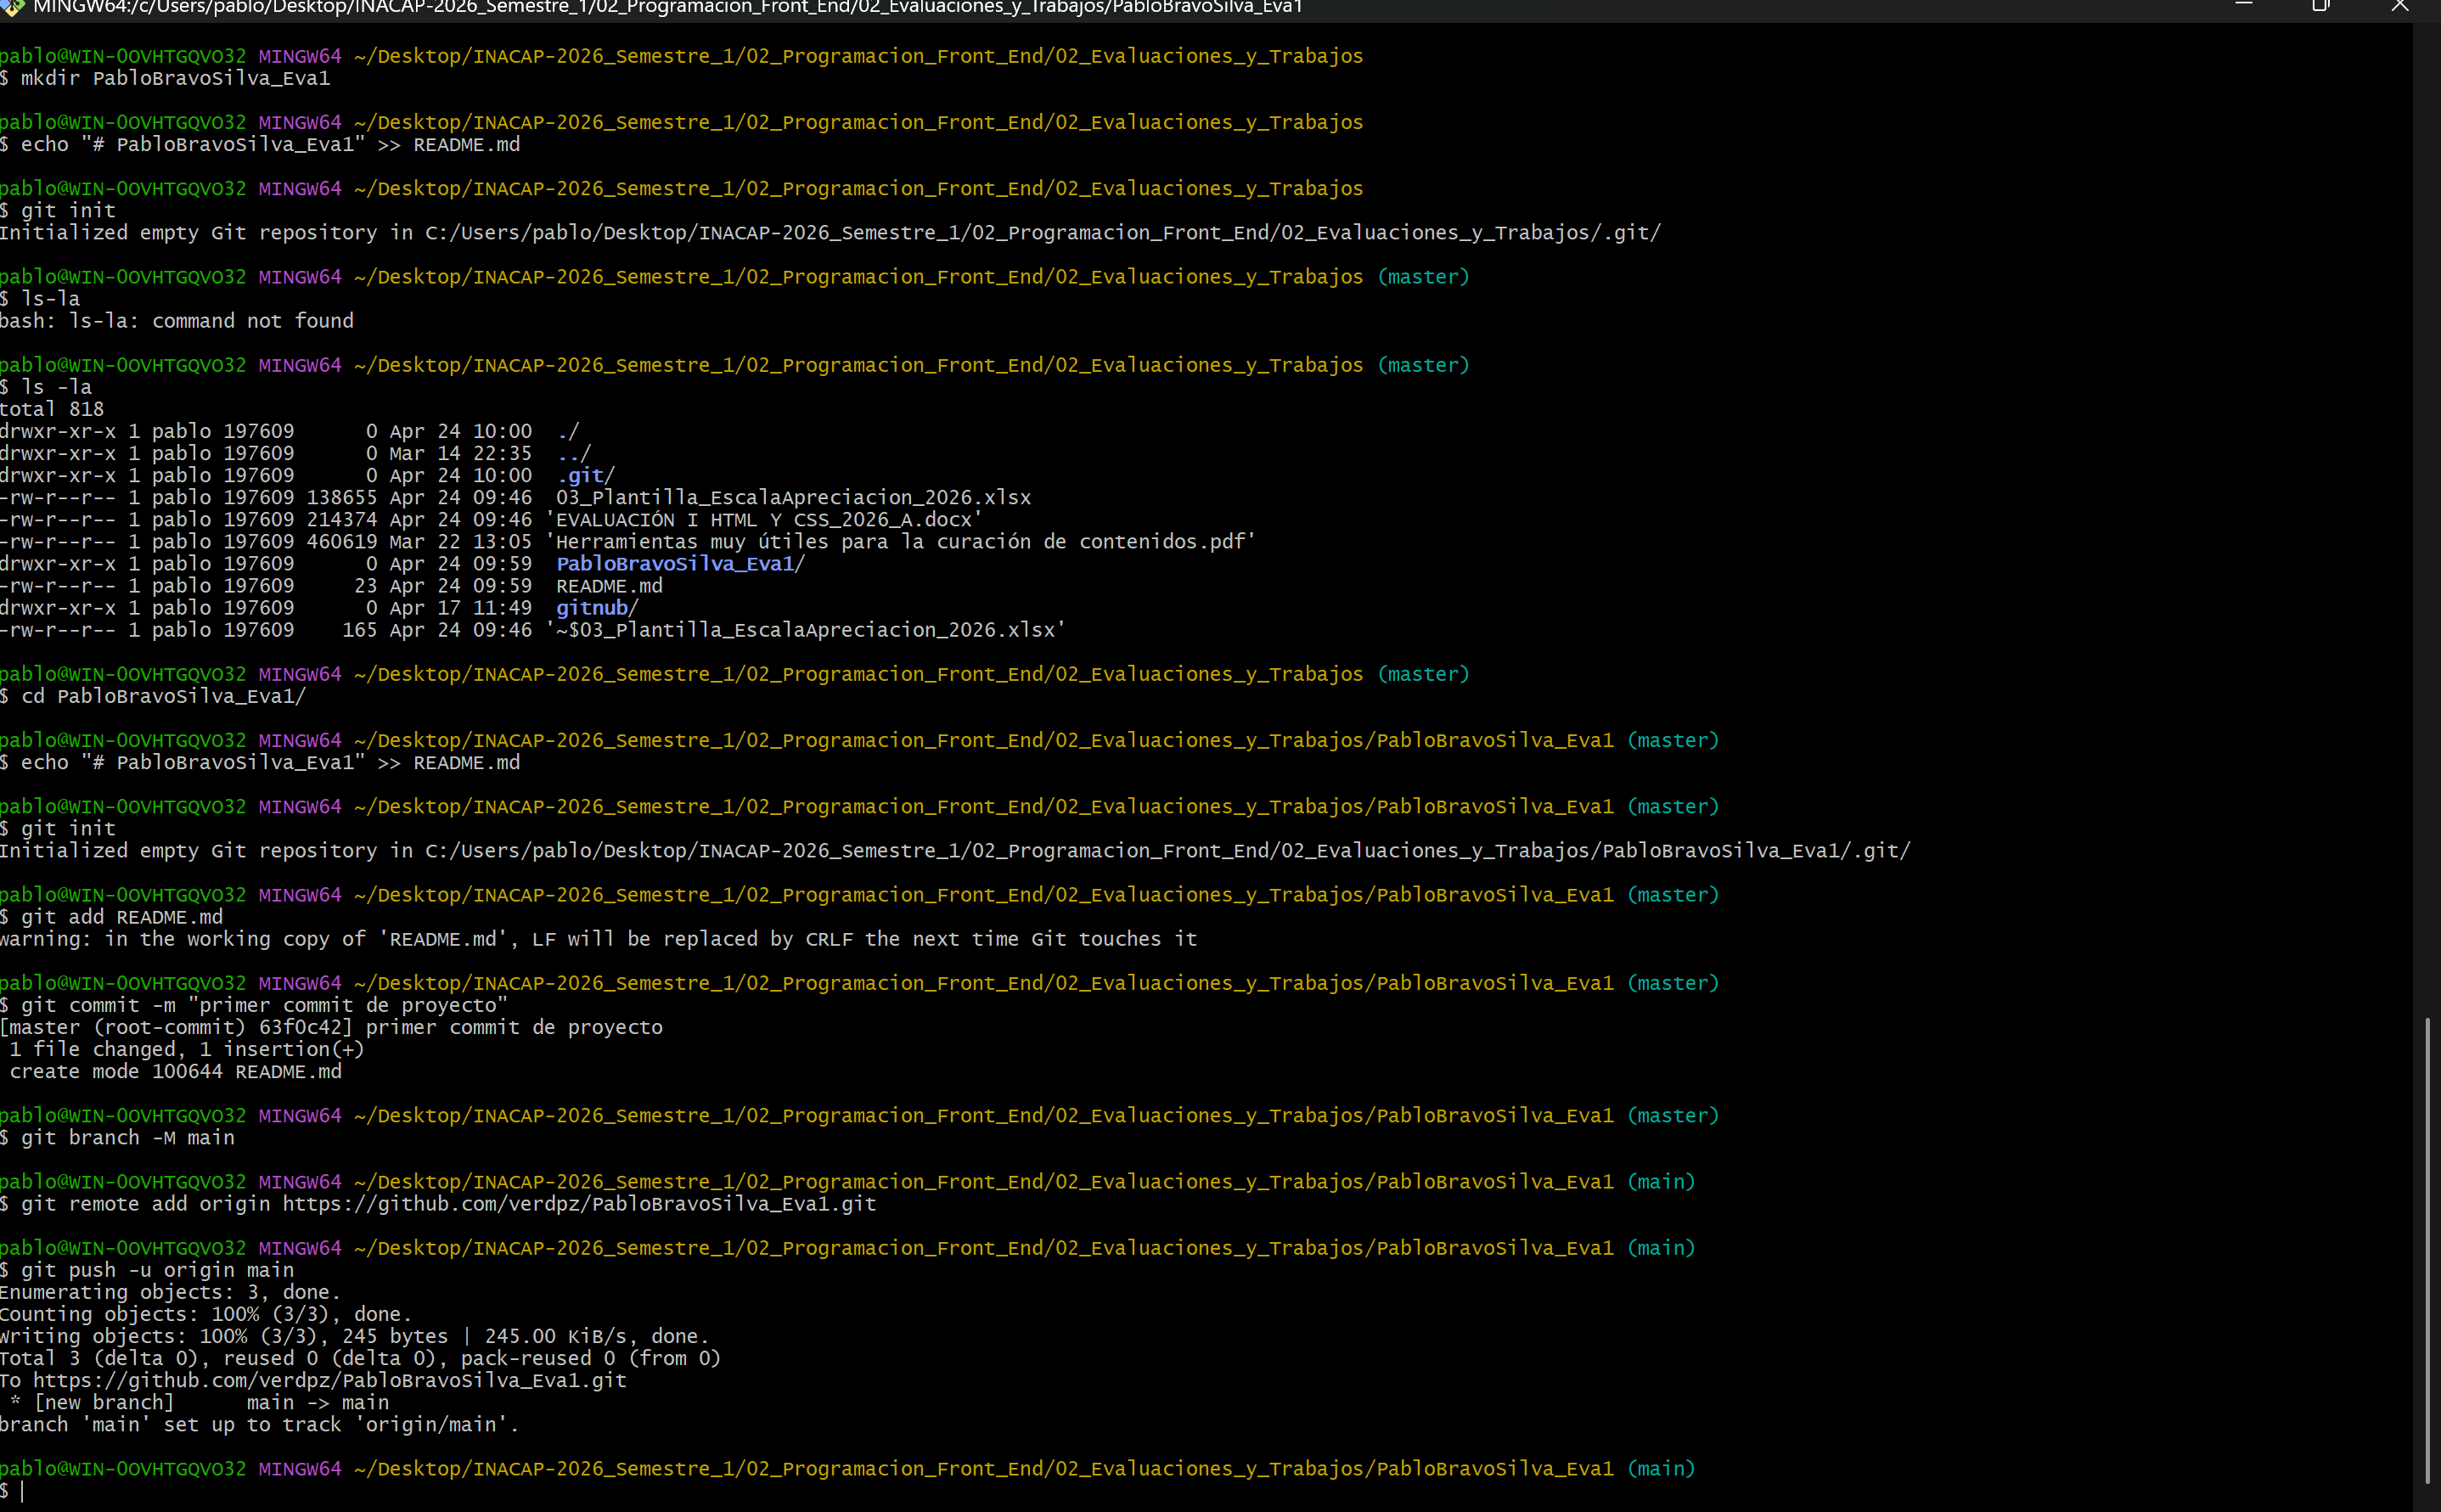 MINGW64:/c/Users/pablo/Desktop/INACAP-2026_Semestre_1/02_Programacion_Front_End/02_Evaluaciones_y_Trabajos/PabloBravoSilva_Eva1
pablo@WIN-OOVHTGQVO32 MINGW64 ~/Desktop/INACAP-2026_Semestre_1/02_Programacion_Front_End/02_Evaluaciones_y_Trabajos
$ mkdir PabloBravoSilva_Eva1
pablo@WIN-OOVHTGQVO32 MINGW64 ~/Desktop/INACAP-2026_Semestre_1/02_Programacion_Front_End/02_Evaluaciones_y_Trabajos
$ echo "# PabloBravoSilva_Eva1" >> README.md
pablo@WIN-OOVHTGQVO32 MINGW64 ~/Desktop/INACAP-2026_Semestre_1/02_Programacion_Front_End/02_Evaluaciones_y_Trabajos
$ git init
Initialized empty Git repository in C:/Users/pablo/Desktop/INACAP-2026_Semestre_1/02_Programacion_Front_End/02_Evaluaciones_y_Trabajos/.git/
pablo@WIN-OOVHTGQVO32 MINGW64 ~/Desktop/INACAP-2026_Semestre_1/02_Programacion_Front_End/02_Evaluaciones_y_Trabajos (master)
$ ls-la
bash: ls-la: command not found
pablo@WIN-OOVHTGQVO32 MINGW64 ~/Desktop/INACAP-2026_Semestre_1/02_Programacion_Front_End/02_Evaluaciones_y_Trabajos (master)
$ ls -la
total 818
drwxr-xr-x 1 pablo 197609      0 Apr 24 10:00  ./
drwxr-xr-x 1 pablo 197609      0 Mar 14 22:35  ../
drwxr-xr-x 1 pablo 197609      0 Apr 24 10:00  .git/
-rw-r--r-- 1 pablo 197609 138655 Apr 24 09:46  03_Plantilla_EscalaApreciacion_2026.xlsx
-rw-r--r-- 1 pablo 197609 214374 Apr 24 09:46 'EVALUACIÓN I HTML Y CSS_2026_A.docx'
-rw-r--r-- 1 pablo 197609 460619 Mar 22 13:05 'Herramientas muy útiles para la curación de contenidos.pdf'
drwxr-xr-x 1 pablo 197609      0 Apr 24 09:59  PabloBravoSilva_Eva1/
-rw-r--r-- 1 pablo 197609     23 Apr 24 09:59  README.md
drwxr-xr-x 1 pablo 197609      0 Apr 17 11:49  gitnub/
-rw-r--r-- 1 pablo 197609    165 Apr 24 09:46 '~$03_Plantilla_EscalaApreciacion_2026.xlsx'
pablo@WIN-OOVHTGQVO32 MINGW64 ~/Desktop/INACAP-2026_Semestre_1/02_Programacion_Front_End/02_Evaluaciones_y_Trabajos (master)
$ cd PabloBravoSilva_Eva1/
pablo@WIN-OOVHTGQVO32 MINGW64 ~/Desktop/INACAP-2026_Semestre_1/02_Programacion_Front_End/02_Evaluaciones_y_Trabajos/PabloBravoSilva_Eva1 (master)
$ echo "# PabloBravoSilva_Eva1" >> README.md
pablo@WIN-OOVHTGQVO32 MINGW64 ~/Desktop/INACAP-2026_Semestre_1/02_Programacion_Front_End/02_Evaluaciones_y_Trabajos/PabloBravoSilva_Eva1 (master)
$ git init
Initialized empty Git repository in C:/Users/pablo/Desktop/INACAP-2026_Semestre_1/02_Programacion_Front_End/02_Evaluaciones_y_Trabajos/PabloBravoSilva_Eva1/.git/
pablo@WIN-OOVHTGQVO32 MINGW64 ~/Desktop/INACAP-2026_Semestre_1/02_Programacion_Front_End/02_Evaluaciones_y_Trabajos/PabloBravoSilva_Eva1 (master)
$ git add README.md
warning: in the working copy of 'README.md', LF will be replaced by CRLF the next time Git touches it
pablo@WIN-OOVHTGQVO32 MINGW64 ~/Desktop/INACAP-2026_Semestre_1/02_Programacion_Front_End/02_Evaluaciones_y_Trabajos/PabloBravoSilva_Eva1 (master)
$ git commit -m "primer commit de proyecto"
[master (root-commit) 63f0c42] primer commit de proyecto
 1 file changed, 1 insertion(+)
 create mode 100644 README.md
pablo@WIN-OOVHTGQVO32 MINGW64 ~/Desktop/INACAP-2026_Semestre_1/02_Programacion_Front_End/02_Evaluaciones_y_Trabajos/PabloBravoSilva_Eva1 (master)
$ git branch -M main
pablo@WIN-OOVHTGQVO32 MINGW64 ~/Desktop/INACAP-2026_Semestre_1/02_Programacion_Front_End/02_Evaluaciones_y_Trabajos/PabloBravoSilva_Eva1 (main)
$ git remote add origin https://github.com/verdpz/PabloBravoSilva_Eva1.git
pablo@WIN-OOVHTGQVO32 MINGW64 ~/Desktop/INACAP-2026_Semestre_1/02_Programacion_Front_End/02_Evaluaciones_y_Trabajos/PabloBravoSilva_Eva1 (main)
$ git push -u origin main
Enumerating objects: 3, done.
Counting objects: 100% (3/3), done.
Writing objects: 100% (3/3), 245 bytes | 245.00 KiB/s, done.
Total 3 (delta 0), reused 0 (delta 0), pack-reused 0 (from 0)
To https://github.com/verdpz/PabloBravoSilva_Eva1.git
 * [new branch]      main -> main
branch 'main' set up to track 'origin/main'.
pablo@WIN-OOVHTGQVO32 MINGW64 ~/Desktop/INACAP-2026_Semestre_1/02_Programacion_Front_End/02_Evaluaciones_y_Trabajos/PabloBravoSilva_Eva1 (main)
$